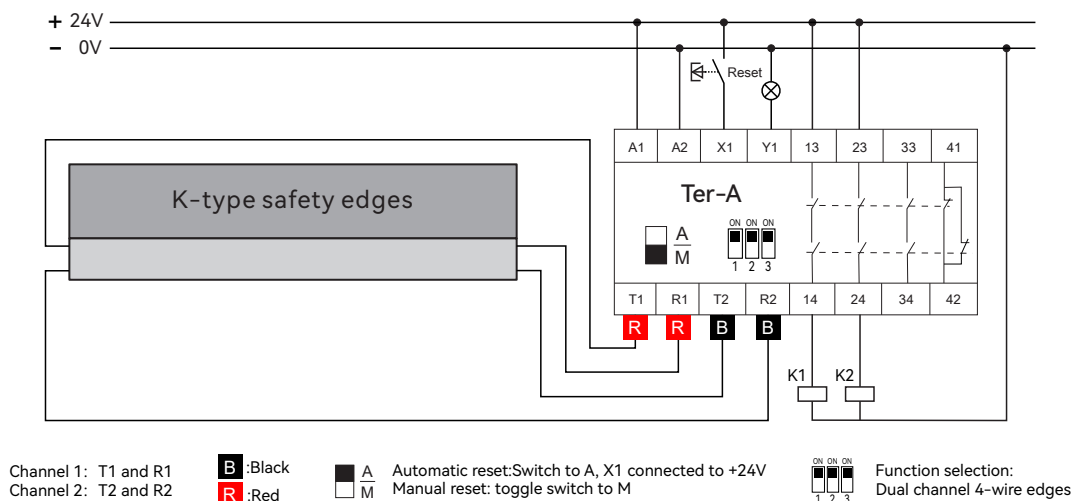 + 24V
− 0V
Reset
A1 A2 X1 Y1 13 23 33 41
K-type safety edges
Ter-A
A
M
ON ON ON
1 2 3
T1 R1 T2 R2 14 24 34 42
R R B B
K1 K2
Channel 1: T1 and R1
Channel 2: T2 and R2
B :Black
R :Red
A
M
Automatic reset:Switch to A, X1 connected to +24V
Manual reset: toggle switch to M
ON ON ON
1 2 3
Function selection:
Dual channel 4-wire edges